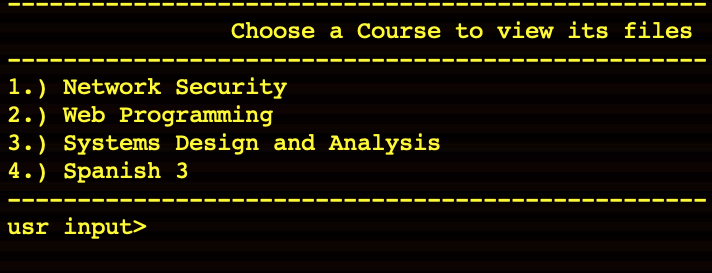 --------------------------------------------------
Choose a Course to view its files
--------------------------------------------------
1.) Network Security
2.) Web Programming
3.) Systems Design and Analysis
4.) Spanish 3
--------------------------------------------------
usr input>